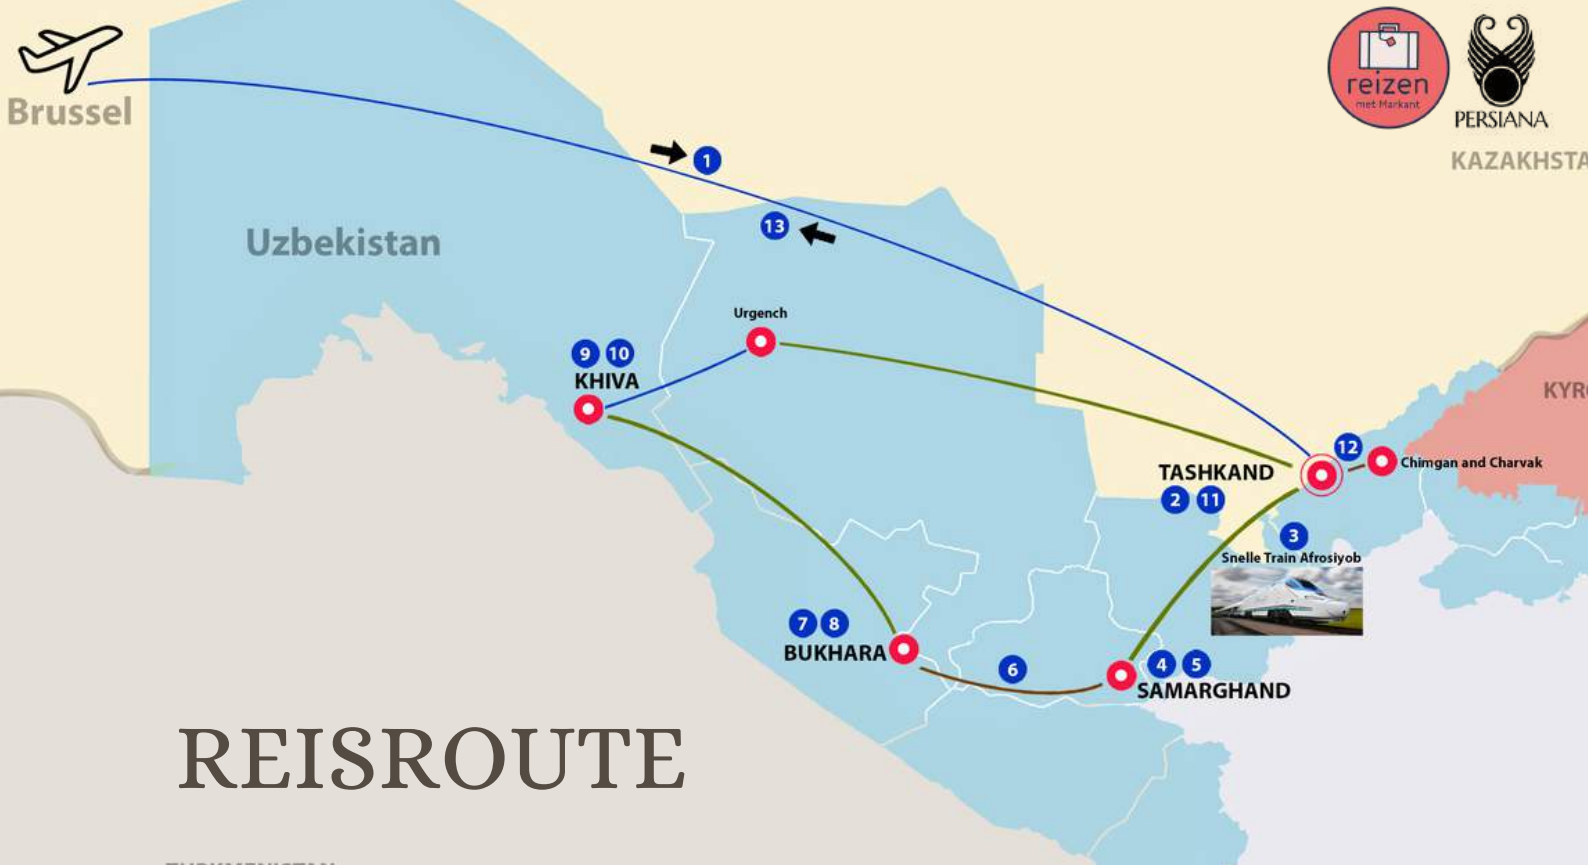 Brussel
reizen
met Markant
PERSIANA
KAZAKHSTA
1
13
Uzbekistan
Urgench
9 10
KHIVA
KYR
12
Chimgan and Charvak
TASHKAND
2 11
3
Snelle Train Afrosiyob
7 8
BUKHARA
6
4 5
SAMARGHAND
REISROUTE